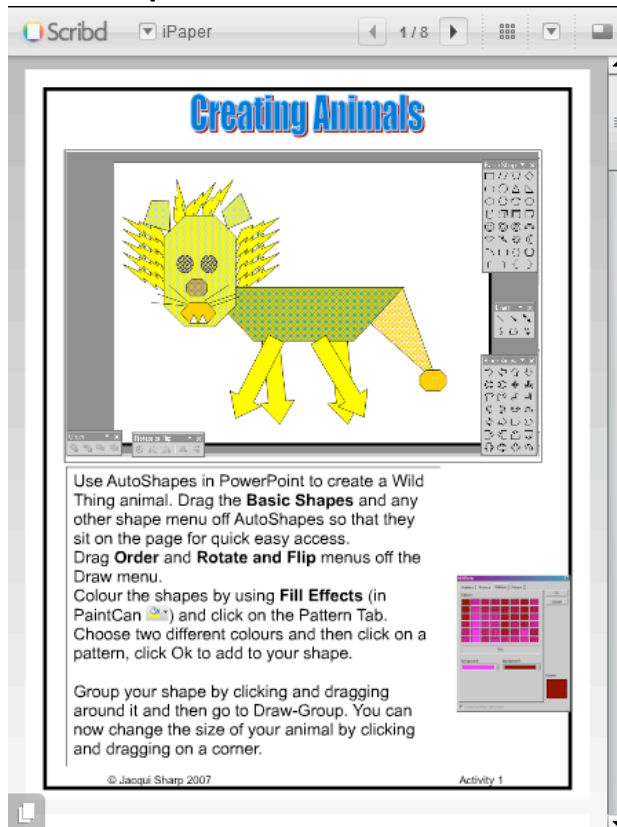 Scribd
iPaper
1/8
Creating Animals
Use AutoShapes in PowerPoint to create a Wild
Thing animal. Drag the Basic Shapes and any
other shape menu off AutoShapes so that they
sit on the page for quick easy access.
Drag Order and Rotate and Flip menus off the
Draw menu.
Colour the shapes by using Fill Effects (in
PaintCan ) and click on the Pattern Tab.
Choose two different colours and then click on a
pattern, click Ok to add to your shape.
Group your shape by clicking and dragging
around it and then go to Draw-Group. You can
now change the size of your animal by clicking
and dragging on a corner.
© Jacqui Sharp 2007
Activity 1